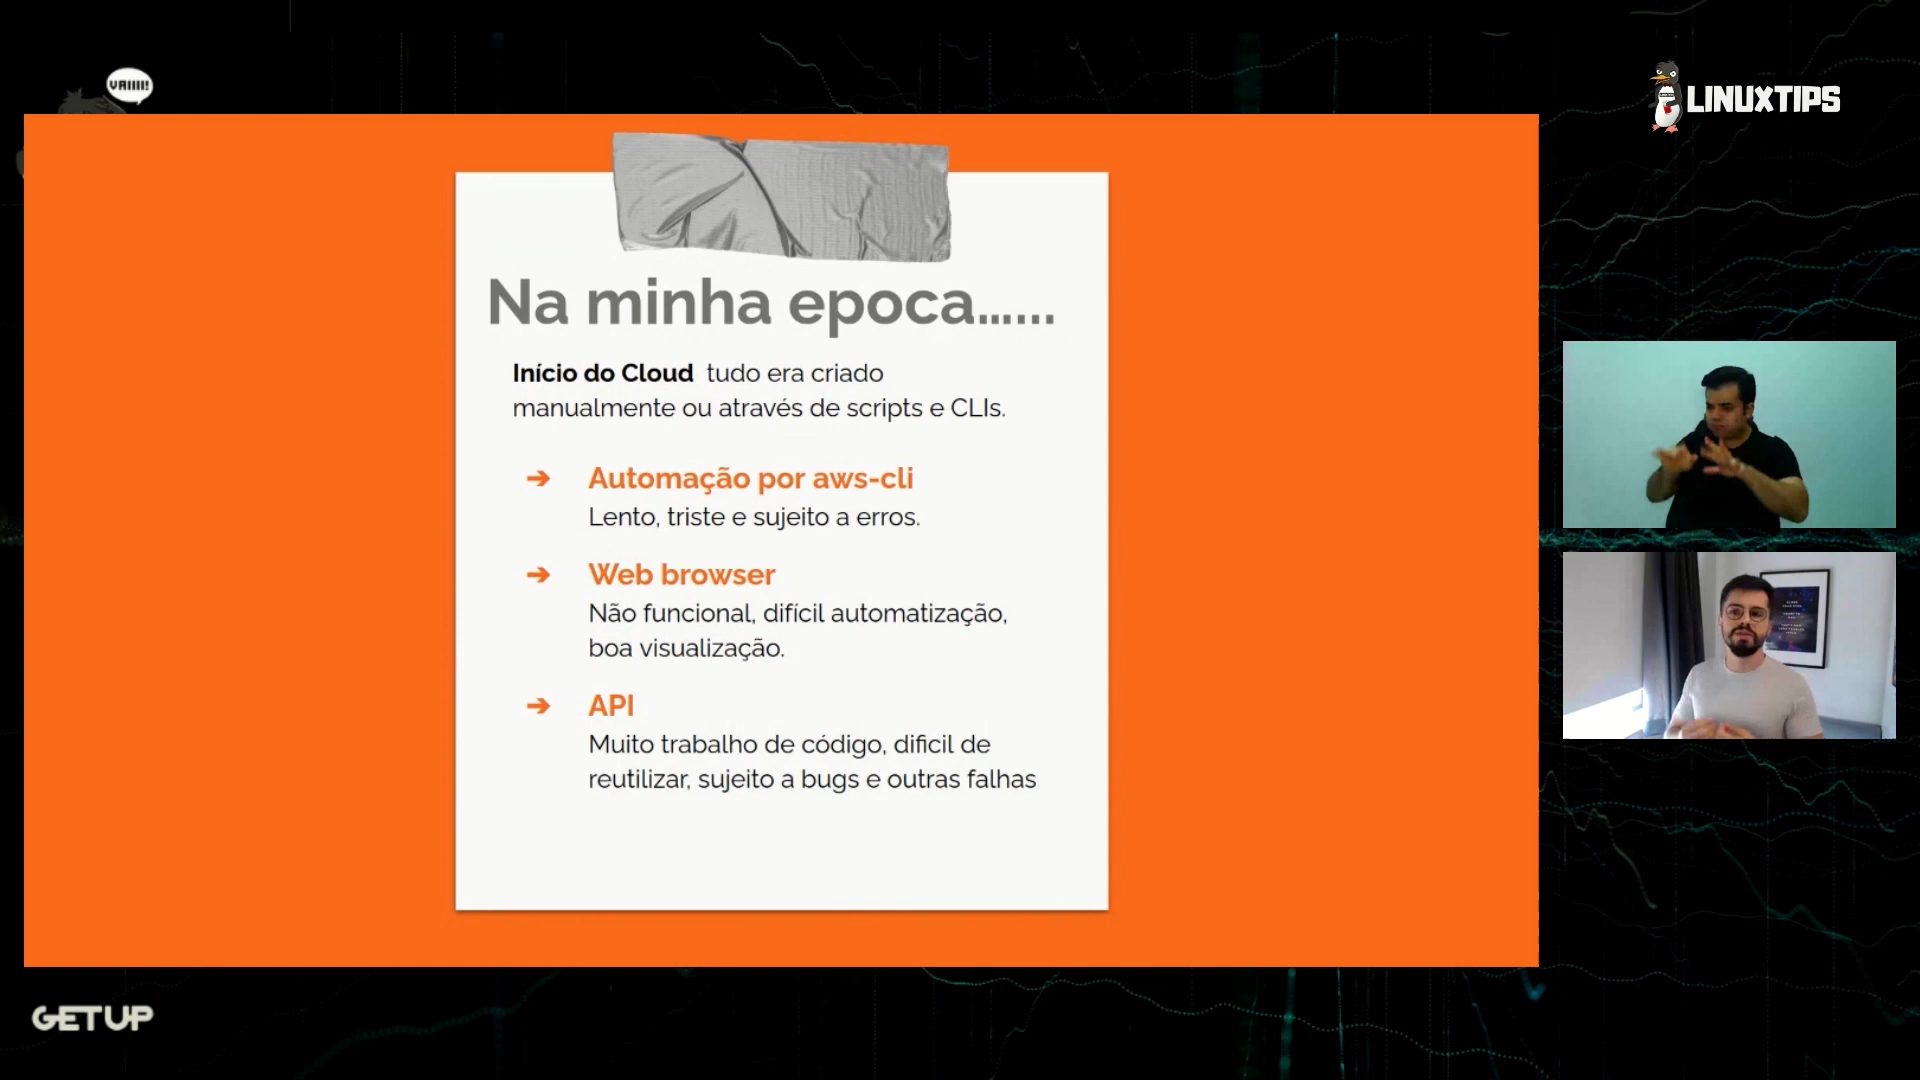 VAIIII!
LINUXTIPS
Na minha epoca......
Início do Cloud tudo era criado
manualmente ou através de scripts e CLIs.
➔ Automação por aws-cli
Lento, triste e sujeito a erros.
➔ Web browser
Não funcional, difícil automatização,
boa visualização.
➔ API
Muito trabalho de código, dificil de
reutilizar, sujeito a bugs e outras falhas
GETUP